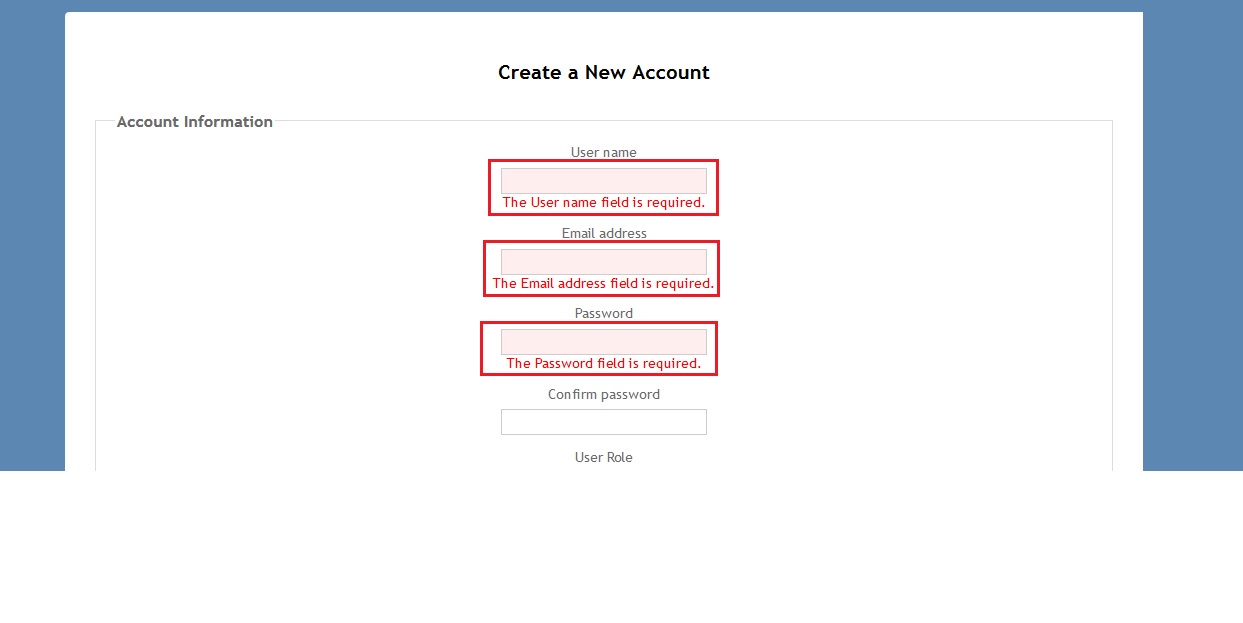 Create a New Account
Account Information
User name
The User name field is required.
Email address
The Email address field is required.
Password
The Password field is required.
Confirm password
User Role